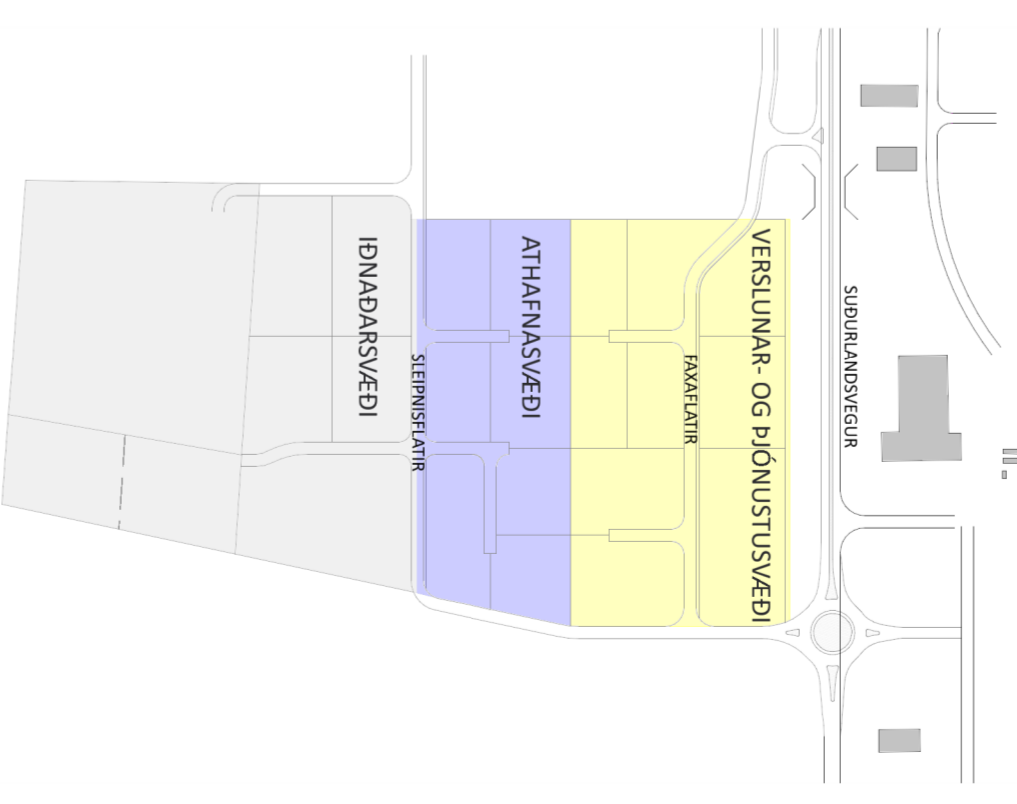 SUÐURLANDSVEGUR
VERSLUNAR- OG ÞJÓNUSTUSVÆÐI
FAXAFLATIR
ATHAFNASVÆÐI
SLEIPNISFLATIR
IÐNAÐARSVÆÐI